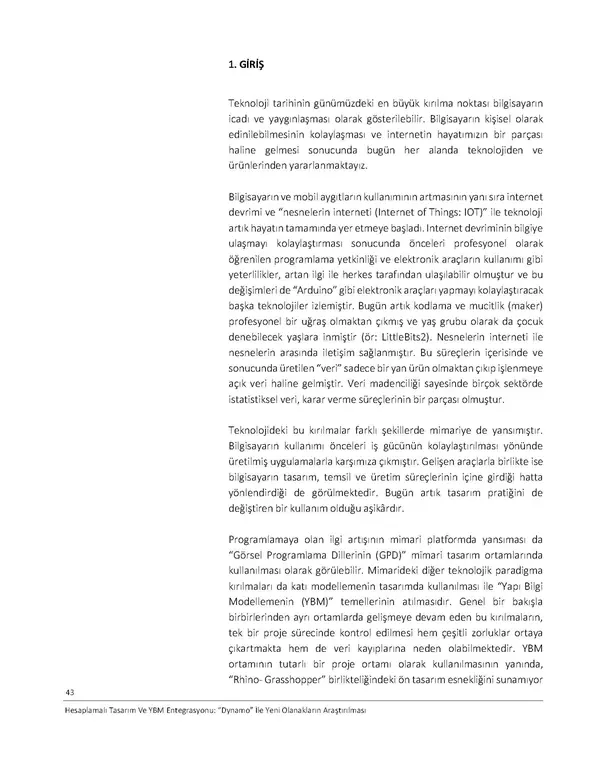 1. GİRİŞ
Teknoloji tarihinin günümüzdeki en büyük kırılma noktası bilgisayarın
icadı ve yaygınlaşması olarak gösterilebilir. Bilgisayarın kişisel olarak
edinilebilmesinin kolaylaşması ve internetin hayatımızın bir parçası
haline gelmesi sonucunda bugün her alanda teknolojiden ve
ürünlerinden yararlanmaktayız.
Bilgisayarın ve mobil aygıtların kullanımının artmasının yanı sıra internet
devrimi ve “nesnelerin interneti (Internet of Things: IOT)” ile teknoloji
artık hayatın tamamında yer etmeye başladı. Internet devriminin bilgiye
ulaşmayı kolaylaştırması sonucunda önceleri profesyonel olarak
öğrenilen programlama yetkinliği ve elektronik araçların kullanımı gibi
yeterlilikler, artan ilgi ile herkes tarafından ulaşılabilir olmuştur ve bu
değişimleri de “Arduino” gibi elektronik araçları yapmayı kolaylaştıracak
başka teknolojiler izlemiştir. Bugün artık kodlama ve mucitlik (maker)
profesyonel bir uğraş olmaktan çıkmış ve yaş grubu olarak da çocuk
denebilecek yaşlara inmiştir (ör: LittleBits2). Nesnelerin interneti ile
nesnelerin arasında iletişim sağlanmıştır. Bu süreçlerin içerisinde ve
sonucunda üretilen “veri” sadece bir yan ürün olmaktan çıkıp işlenmeye
açık veri haline gelmiştir. Veri madenciliği sayesinde birçok sektörde
istatistiksel veri, karar verme süreçlerinin bir parçası olmuştur.
Teknolojideki bu kırılmalar farklı şekillerde mimariye de yansımıştır.
Bilgisayarın kullanımı önceleri iş gücünün kolaylaştırılması yönünde
üretilmiş uygulamalarla karşımıza çıkmıştır. Gelişen araçlarla birlikte ise
bilgisayarın tasarım, temsil ve üretim süreçlerinin içine girdiği hatta
yönlendirdiği de görülmektedir. Bugün artık tasarım pratiğini de
değiştiren bir kullanım olduğu aşikârdır.
Programlamaya olan ilgi artışının mimari platformda yansıması da
“Görsel Programlama Dillerinin (GPD)” mimari tasarım ortamlarında
kullanılması olarak görülebilir. Mimarideki diğer teknolojik paradigma
kırılmaları da katı modellemenin tasarımda kullanılması ile “Yapı Bilgi
Modellemenin (YBM)” temellerinin atılmasıdır. Genel bir bakışla
birbirlerinden ayrı ortamlarda gelişmeye devam eden bu kırılmaların,
tek bir proje sürecinde kontrol edilmesi hem çeşitli zorluklar ortaya
çıkartmakta hem de veri kayıplarına neden olabilmektedir. YBM
ortamının tutarlı bir proje ortamı olarak kullanılmasının yanında,
“Rhino- Grasshopper” birlikteliğindeki ön tasarım esnekliğini sunamıyor
43
Hesaplamalı Tasarım Ve YBM Entegrasyonu: “Dynamo” İle Yeni Olanakların Araştırılması